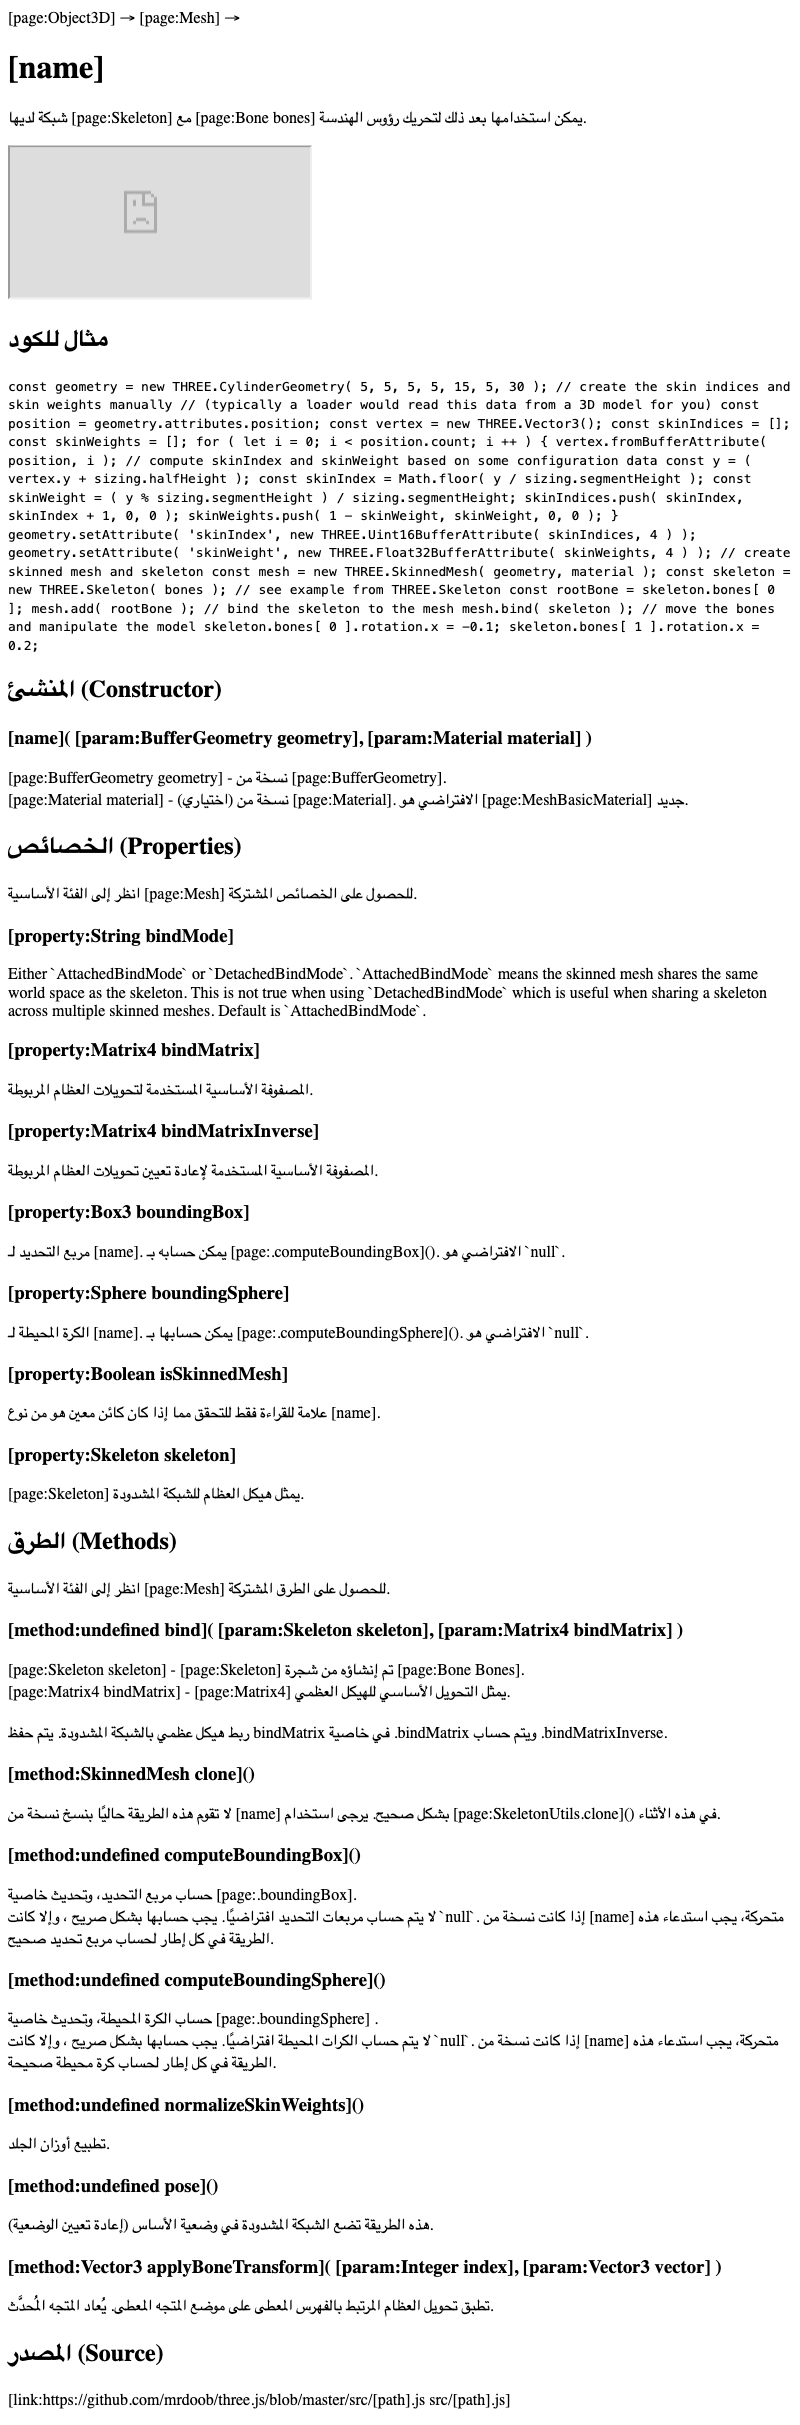 [page:Object3D] → [page:Mesh] →
[name]
شبكة لديها [page:Skeleton] مع [page:Bone bones] يمكن استخدامها بعد ذلك لتحريك رؤوس الهندسة.
مثال للكود
const geometry = new THREE.CylinderGeometry( 5, 5, 5, 5, 15, 5, 30 ); // create the skin indices and
skin weights manually // (typically a loader would read this data from a 3D model for you) const
position = geometry.attributes.position; const vertex = new THREE.Vector3(); const skinIndices = [];
const skinWeights = []; for ( let i = 0; i < position.count; i ++ ) { vertex.fromBufferAttribute(
position, i ); // compute skinIndex and skinWeight based on some configuration data const y = (
vertex.y + sizing.halfHeight ); const skinIndex = Math.floor( y / sizing.segmentHeight ); const
skinWeight = ( y % sizing.segmentHeight ) / sizing.segmentHeight; skinIndices.push( skinIndex,
skinIndex + 1, 0, 0 ); skinWeights.push( 1 - skinWeight, skinWeight, 0, 0 ); }
geometry.setAttribute( 'skinIndex', new THREE.Uint16BufferAttribute( skinIndices, 4 ) );
geometry.setAttribute( 'skinWeight', new THREE.Float32BufferAttribute( skinWeights, 4 ) ); // create
skinned mesh and skeleton const mesh = new THREE.SkinnedMesh( geometry, material ); const skeleton =
new THREE.Skeleton( bones ); // see example from THREE.Skeleton const rootBone = skeleton.bones[ 0
]; mesh.add( rootBone ); // bind the skeleton to the mesh mesh.bind( skeleton ); // move the bones
and manipulate the model skeleton.bones[ 0 ].rotation.x = -0.1; skeleton.bones[ 1 ].rotation.x =
0.2;
المنشئ (Constructor)
[name]( [param:BufferGeometry geometry], [param:Material material] )
[page:BufferGeometry geometry] - نسخة من [page:BufferGeometry].
[page:Material material] - (اختياري) نسخة من [page:Material]. الافتراضي هو [page:MeshBasicMaterial] جديد.
الخصائص (Properties)
انظر إلى الفئة الأساسية [page:Mesh] للحصول على الخصائص المشتركة.
[property:String bindMode]
Either `AttachedBindMode` or `DetachedBindMode`. `AttachedBindMode` means the skinned mesh shares the same
world space as the skeleton. This is not true when using `DetachedBindMode` which is useful when sharing a skeleton
across multiple skinned meshes. Default is `AttachedBindMode`.
[property:Matrix4 bindMatrix]
المصفوفة الأساسية المستخدمة لتحويلات العظام المربوطة.
[property:Matrix4 bindMatrixInverse]
المصفوفة الأساسية المستخدمة لإعادة تعيين تحويلات العظام المربوطة.
[property:Box3 boundingBox]
مربع التحديد لـ [name]. يمكن حسابه بـ [page:.computeBoundingBox](). الافتراضي هو `null`.
[property:Sphere boundingSphere]
الكرة المحيطة لـ [name]. يمكن حسابها بـ [page:.computeBoundingSphere](). الافتراضي هو `null`.
[property:Boolean isSkinnedMesh]
علامة للقراءة فقط للتحقق مما إذا كان كائن معين هو من نوع [name].
[property:Skeleton skeleton]
[page:Skeleton] يمثل هيكل العظام للشبكة المشدودة.
الطرق (Methods)
انظر إلى الفئة الأساسية [page:Mesh] للحصول على الطرق المشتركة.
[method:undefined bind]( [param:Skeleton skeleton], [param:Matrix4 bindMatrix] )
[page:Skeleton skeleton] - [page:Skeleton] تم إنشاؤه من شجرة [page:Bone Bones].
[page:Matrix4 bindMatrix] - [page:Matrix4] يمثل التحويل الأساسي للهيكل العظمي.
ربط هيكل عظمي بالشبكة المشدودة. يتم حفظ bindMatrix في خاصية .bindMatrix ويتم حساب .bindMatrixInverse.
[method:SkinnedMesh clone]()
لا تقوم هذه الطريقة حاليًا بنسخ نسخة من [name] بشكل صحيح. يرجى استخدام [page:SkeletonUtils.clone]() في هذه الأثناء.
[method:undefined computeBoundingBox]()
حساب مربع التحديد، وتحديث خاصية [page:.boundingBox].
لا يتم حساب مربعات التحديد افتراضيًا. يجب حسابها بشكل صريح ، وإلا كانت `null`. إذا كانت نسخة من [name] متحركة، يجب استدعاء هذه
الطريقة في كل إطار لحساب مربع تحديد صحيح.
[method:undefined computeBoundingSphere]()
حساب الكرة المحيطة، وتحديث خاصية [page:.boundingSphere] .
لا يتم حساب الكرات المحيطة افتراضيًا. يجب حسابها بشكل صريح ، وإلا كانت `null`. إذا كانت نسخة من [name] متحركة، يجب استدعاء هذه
الطريقة في كل إطار لحساب كرة محيطة صحيحة.
[method:undefined normalizeSkinWeights]()
تطبيع أوزان الجلد.
[method:undefined pose]()
هذه الطريقة تضع الشبكة المشدودة في وضعية الأساس (إعادة تعيين الوضعية).
[method:Vector3 applyBoneTransform]( [param:Integer index], [param:Vector3 vector] )
تطبق تحويل العظام المرتبط بالفهرس المعطى على موضع المتجه المعطى. يُعاد المتجه المُحدَّث.
المصدر (Source)
[link:https://github.com/mrdoob/three.js/blob/master/src/[path].js src/[path].js]